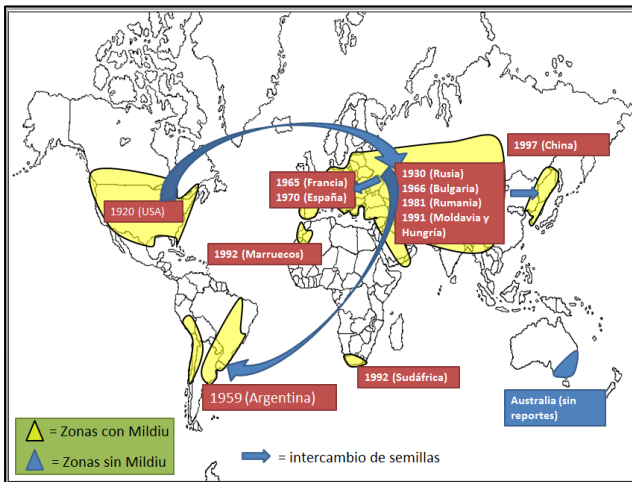 1997 (China)
1965 (Francia)
1970 (España)
1930 (Rusia)
1966 (Bulgaria)
1981 (Rumania)
1991 (Moldavia y
Hungría)
1920 (USA)
1992 (Marruecos)
1992 (Sudáfrica)
1959 (Argentina)
Australia (sin
reportes)
= Zonas con Mildiu
= Zonas sin Mildiu
= intercambio de semillas